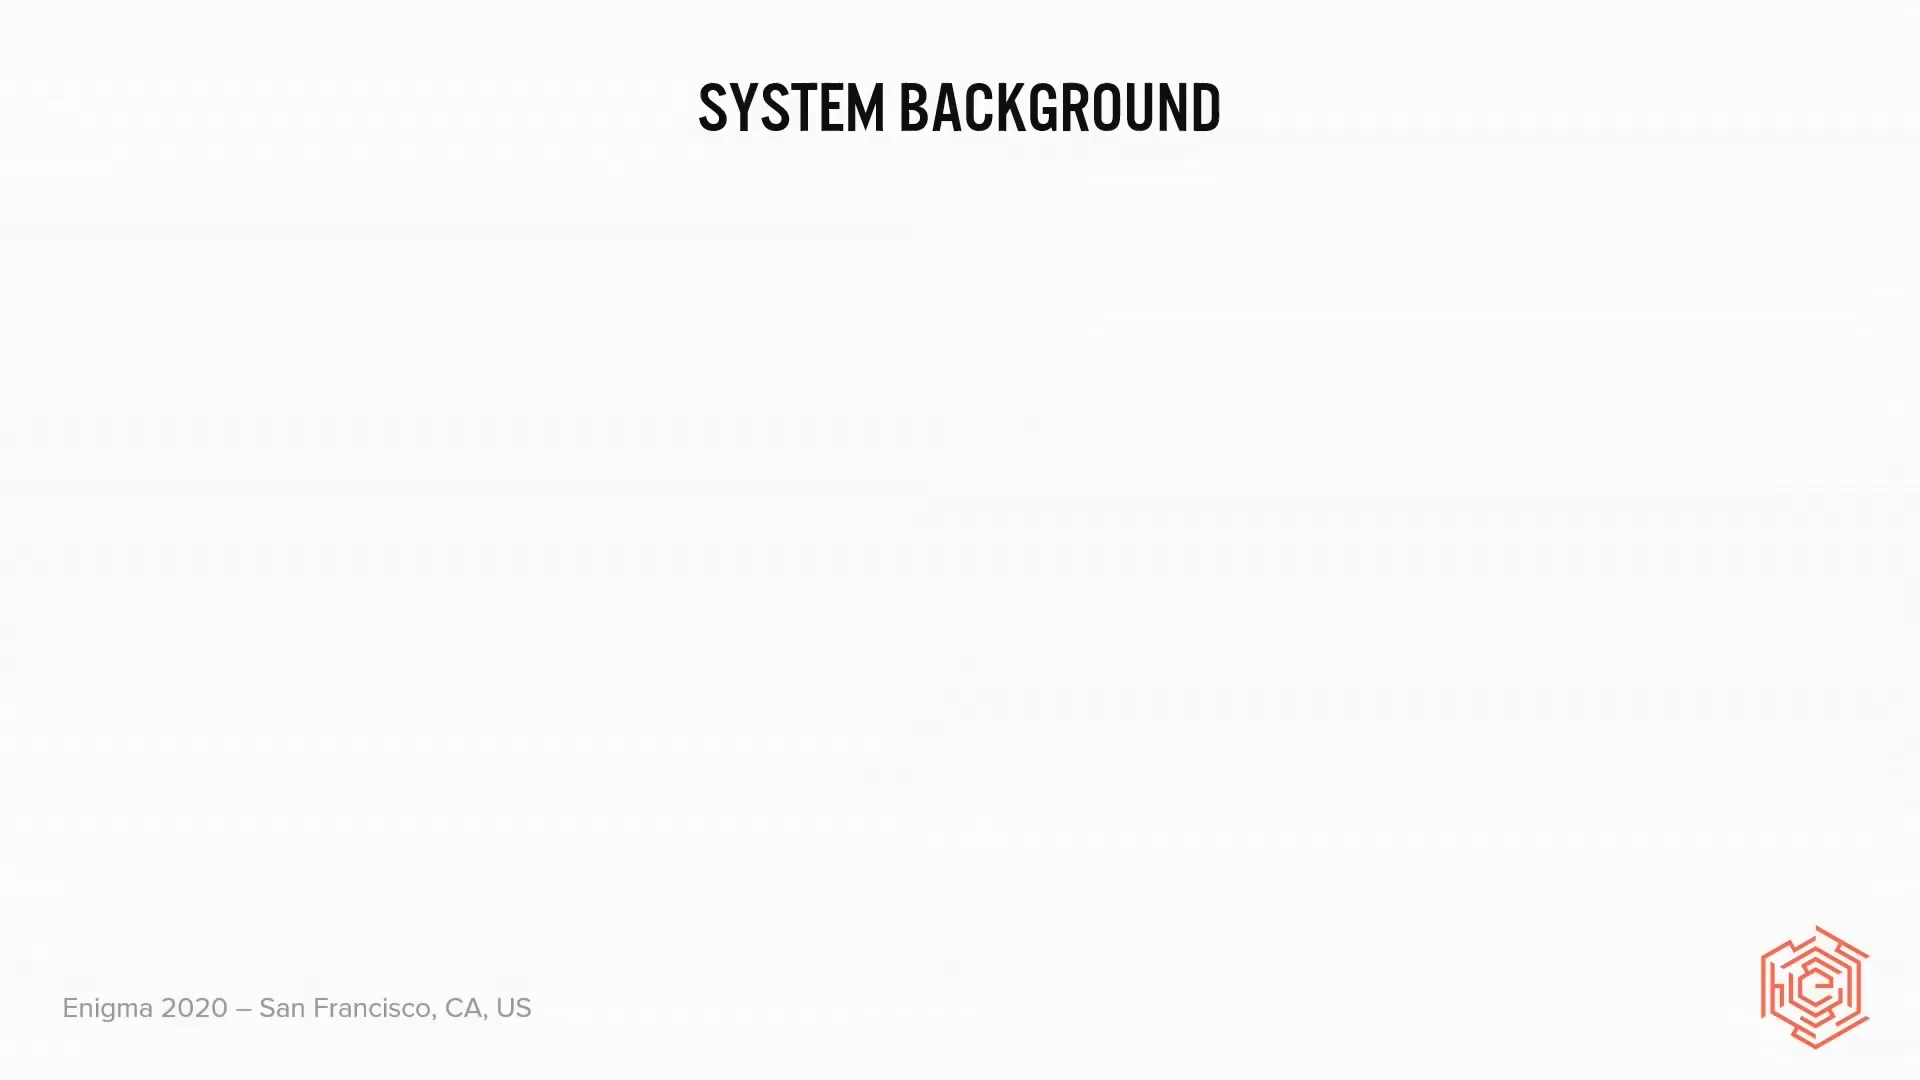 SYSTEM BACKGROUND
Enigma 2020 – San Francisco, CA, US